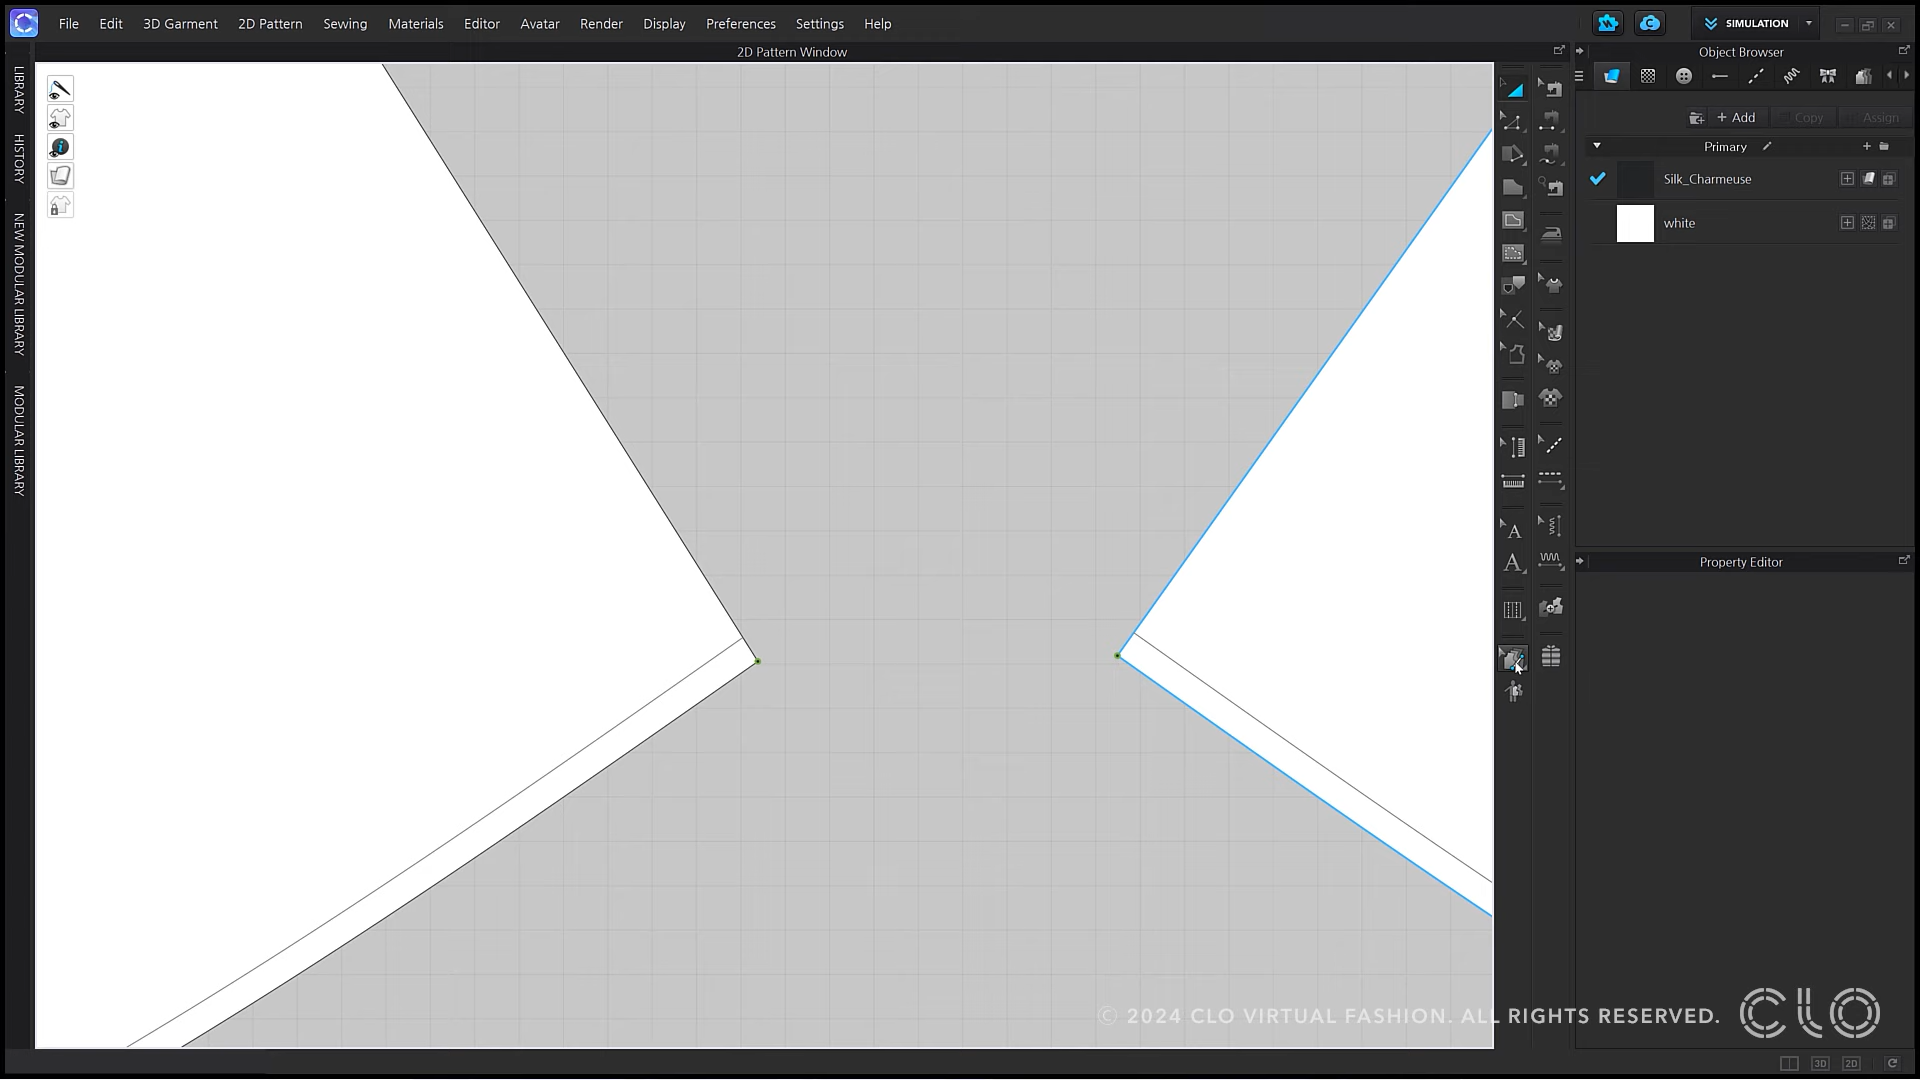 File Edit 3D Garment 2D Pattern Sewing Materials Editor Avatar Render Display Preferences Settings Help
SIMULATION
2D Pattern Window
Object Browser
LIBRARY
HISTORY
NEW MODULAR LIBRARY
MODULAR LIBRARY
+ Add Copy Assign
Primary
Silk_Charmeuse
white
Property Editor
© 2024 CLO VIRTUAL FASHION. ALL RIGHTS RESERVED.
CLO
3D 2D